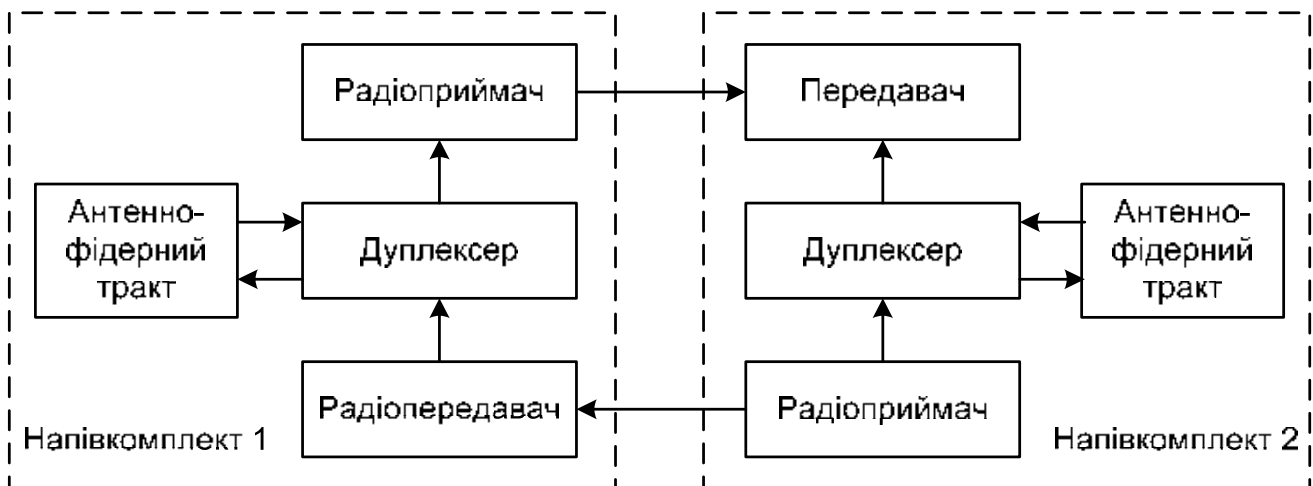 Радіоприймач
Передавач
Антенно-
фідерний
тракт
Дуплексер
Дуплексер
Антенно-
фідерний
тракт
Радіопередавач
Радіоприймач
Напівкомплект 1
Напівкомплект 2